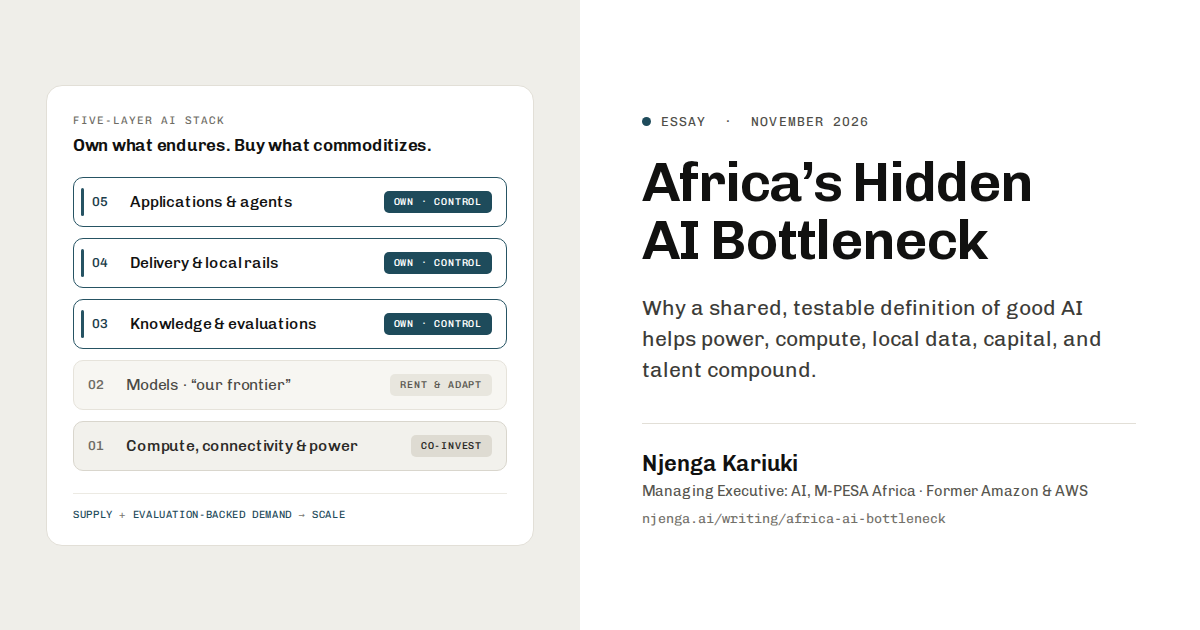 FIVE-LAYER AI STACK
Own what endures. Buy what commoditizes.
05 Applications & agents OWN · CONTROL
04 Delivery & local rails OWN · CONTROL
03 Knowledge & evaluations OWN · CONTROL
02 Models · “our frontier” RENT & ADAPT
01 Compute, connectivity & power CO-INVEST
SUPPLY + EVALUATION-BACKED DEMAND → SCALE
ESSAY · NOVEMBER 2026
Africa’s Hidden
AI Bottleneck
Why a shared, testable definition of good AI
helps power, compute, local data, capital, and
talent compound.
Njenga Kariuki
Managing Executive: AI, M-PESA Africa · Former Amazon & AWS
njenga.ai/writing/africa-ai-bottleneck